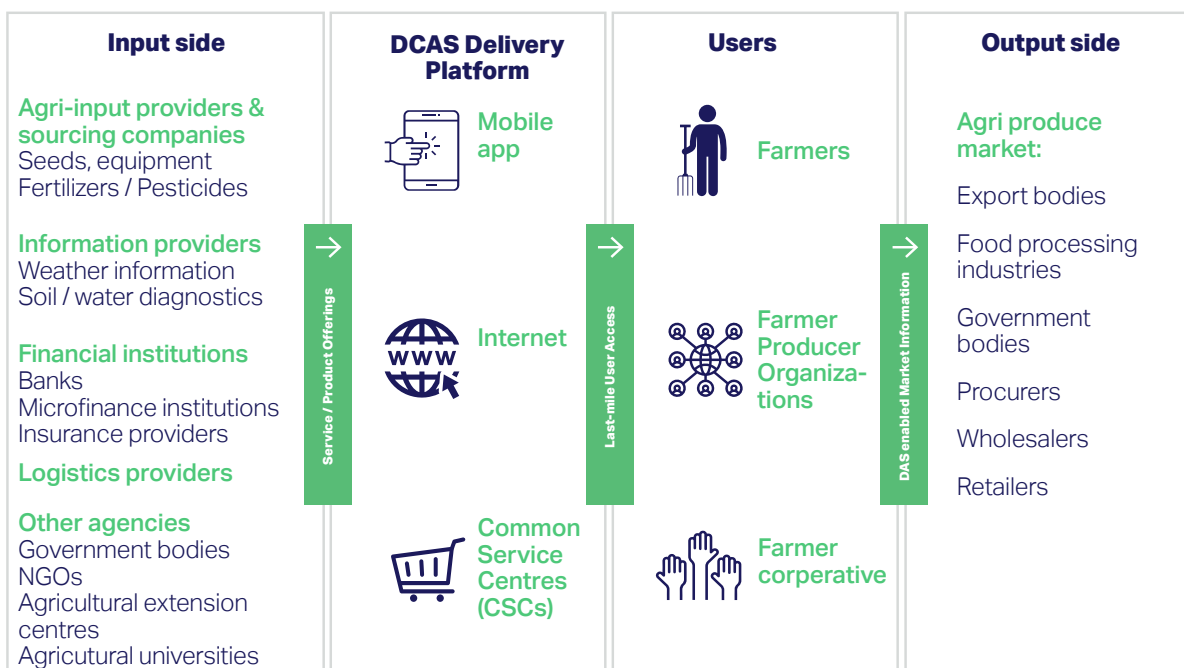 Input side
Agri-input providers &
sourcing companies
Seeds, equipment
Fertilizers / Pesticides
Information providers
Weather information
Soil / water diagnostics
Financial institutions
Banks
Microfinance institutions
Insurance providers
Logistics providers
Other agencies
Government bodies
NGOs
Agricultural extension
centres
Agricutural universities
Service / Product Offerings
DCAS Delivery
Platform
Mobile
app
www
Internet
Common
Service
Centres
(CSCs)
Last-mile User Access
Users
Farmers
Farmer
Producer
Organiza-
tions
Farmer
corperative
DAS enabled Market Information
Output side
Agri produce
market:
Export bodies
Food processing
industries
Government
bodies
Procurers
Wholesalers
Retailers